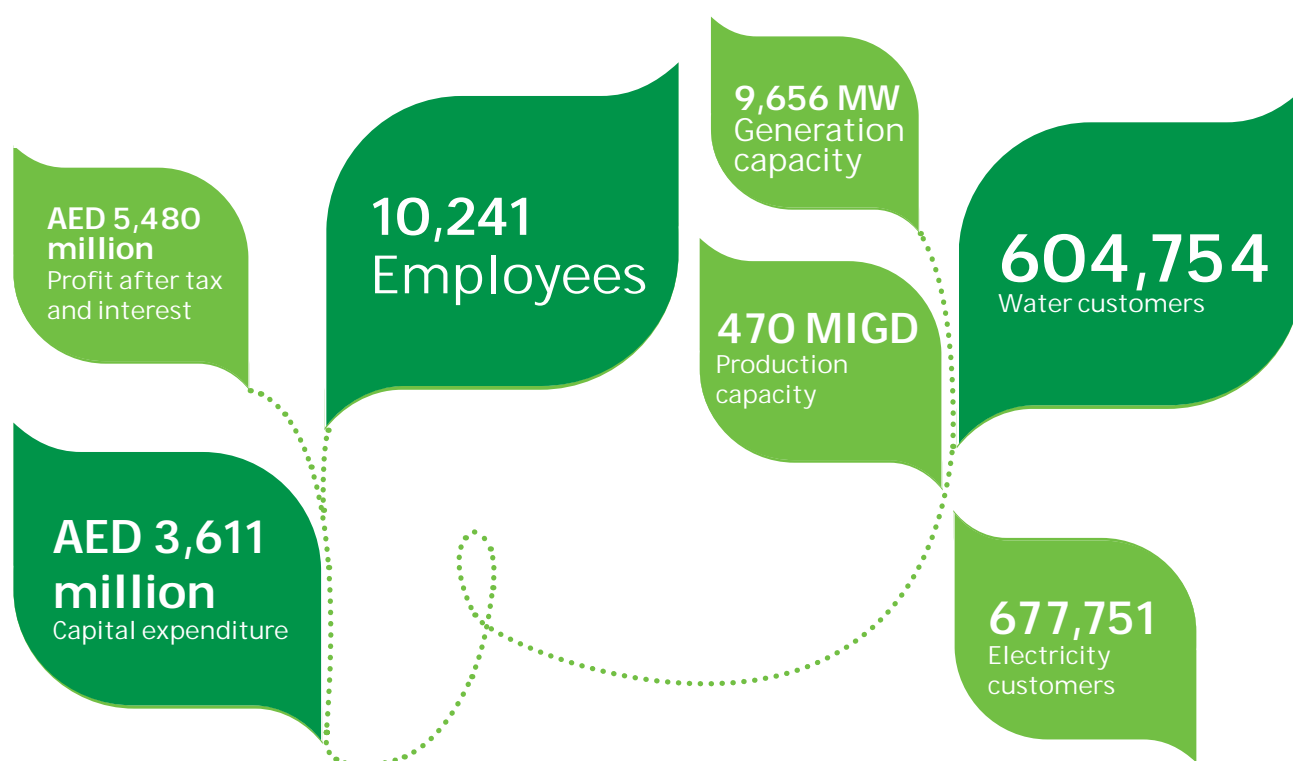 AED 5,480
million
Profit after tax
and interest
10,241
Employees
9,656 MW
Generation
capacity
470 MIGD
Production
capacity
604,754
Water customers
AED 3,611
million
Capital expenditure
677,751
Electricity
customers